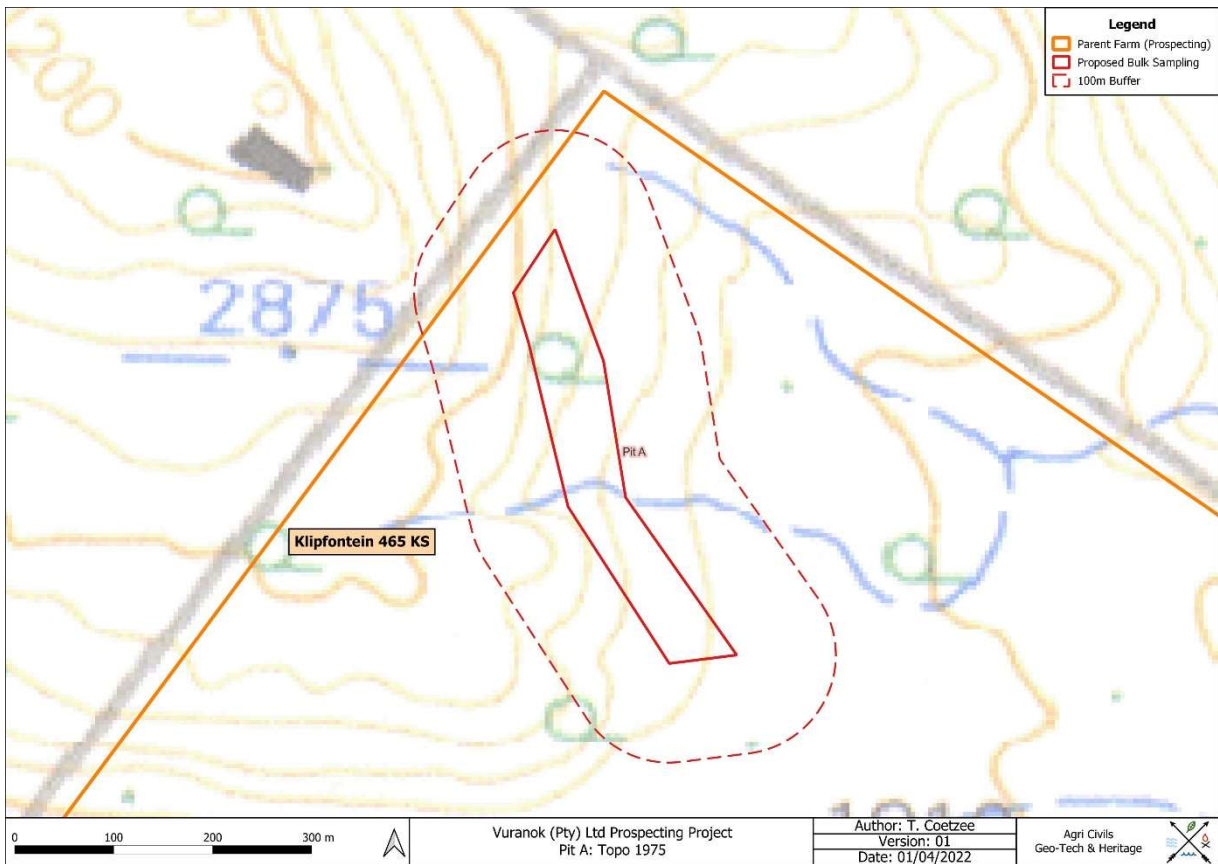 200
Legend
Parent Farm (Prospecting)
Proposed Bulk Sampling
100m Buffer
2875
Pit A
Klipfontein 465 KS
0 100 200 300 m
Vuranok (Pty) Ltd Prospecting Project
Pit A: Topo 1975
Author: T. Coetzee
Version: 01
Date: 01/04/2022
Agri Civils
Geo-Tech & Heritage